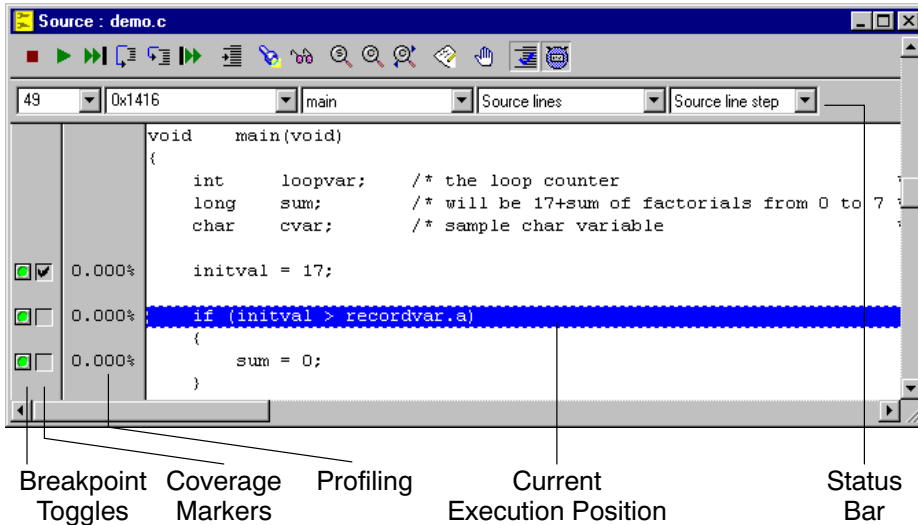 Source : demo.c
49 0x1416 main Source lines Source line step
void main(void)
{
int loopvar; /* the loop counter *
long sum; /* will be 17+sum of factorials from 0 to 7 *
char cvar; /* sample char variable *
0.000% initval = 17;
0.000% if (initval > recordvar.a)
{
0.000% sum = 0;
}
Breakpoint Toggles
Coverage Markers
Profiling
Current Execution Position
Status Bar